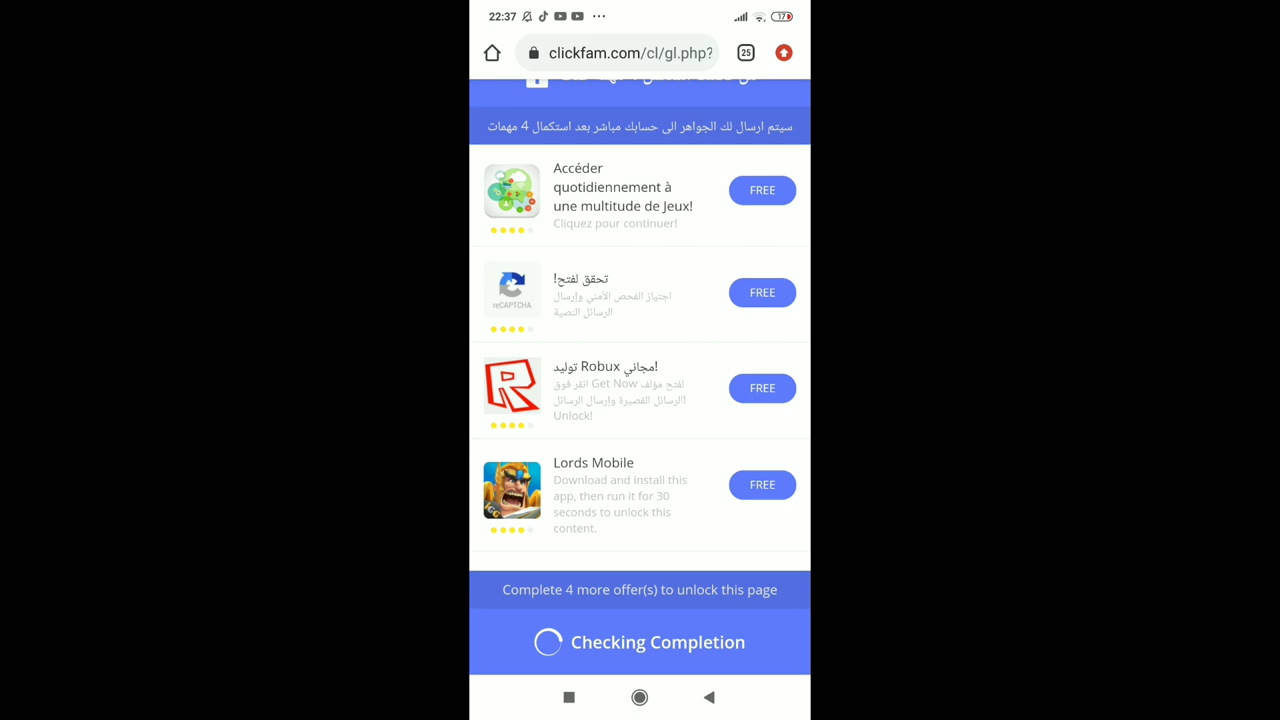 22:37
17
clickfam.com/cl/gl.php?
25
سيتم ارسال لك الجواهر الى حسابك مباشر بعد استكمال 4 مهمات
Accéder
quotidiennement à
une multitude de Jeux!
Cliquez pour continuer!
FREE
تحقق لفتح!
اجتياز الفحص الأمني وإرسال
الرسائل النصية
reCAPTCHA
FREE
توليد Robux مجاني!
انقر فوق Get Now لفتح مؤلف
الرسائل القصيرة وإرسال الرسائل!
Unlock!
FREE
Lords Mobile
Download and install this
app, then run it for 30
seconds to unlock this
content.
IGG
FREE
Complete 4 more offer(s) to unlock this page
Checking Completion